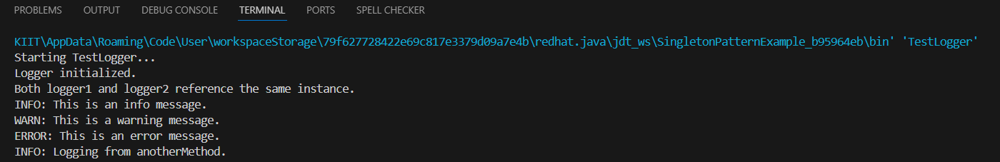 PROBLEMS OUTPUT DEBUG CONSOLE TERMINAL PORTS SPELL CHECKER
KIIT\AppData\Roaming\Code\User\workspaceStorage\79f627728422e69c817e3379d09a7e4b\redhat.java\jdt_ws\SingletonPatternExample_b95964eb\bin' 'TestLogger'
Starting TestLogger...
Logger initialized.
Both logger1 and logger2 reference the same instance.
INFO: This is an info message.
WARN: This is a warning message.
ERROR: This is an error message.
INFO: Logging from anotherMethod.